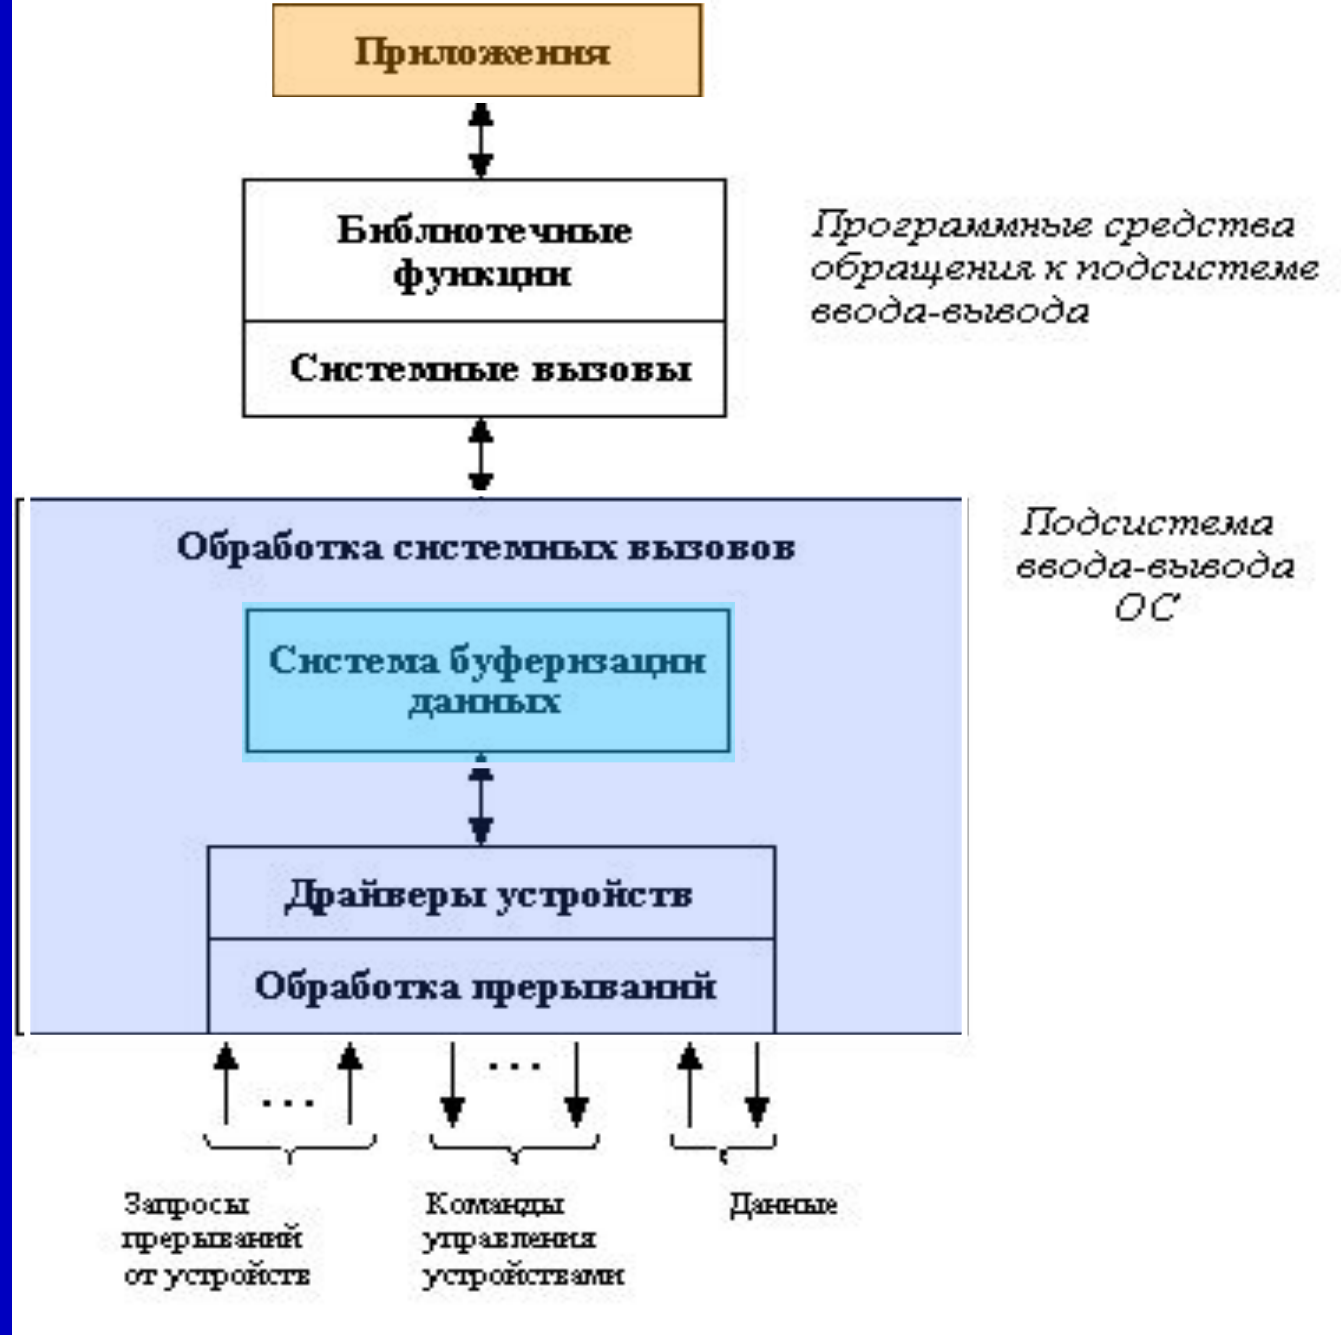 Приложения
Библиотечные
функции
Системные вызовы
Программные средства
обращения к подсистеме
ввода-вывода
Обработка системных вызовов
Подсистема
ввода-вывода
ОС
Система буферизации
данных
Драйверы устройств
Обработка прерываний
... ...
Запросы
прерываний
от устройств
Команды
управления
устройствами
Данные